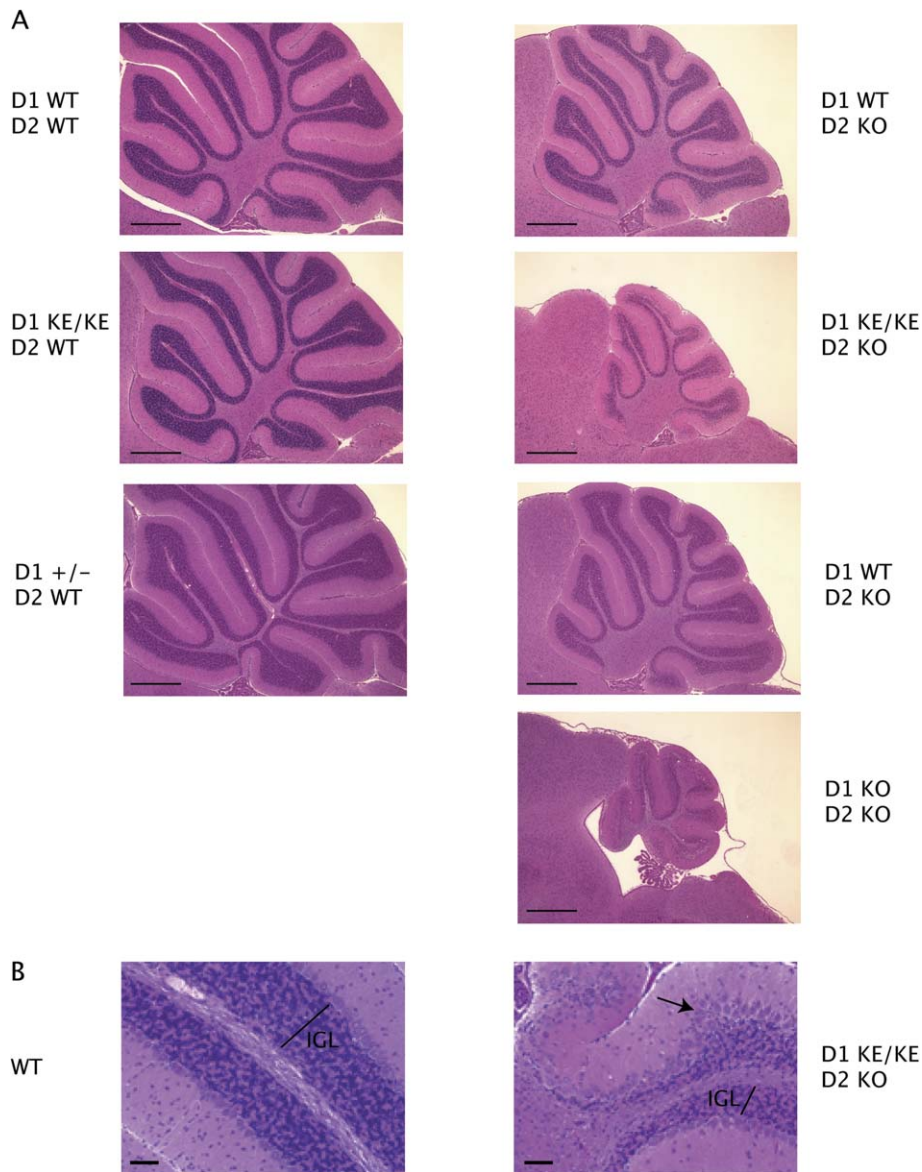 A
D1 WT
D2 WT
D1 WT
D2 KO
D1 KE/KE
D2 WT
D1 KE/KE
D2 KO
D1 +/–
D2 WT
D1 WT
D2 KO
D1 KO
D2 KO
B
WT
IGL
IGL
D1 KE/KE
D2 KO